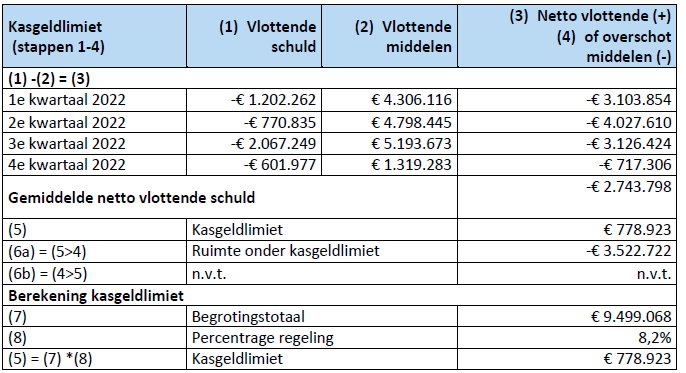 Kasgeldlimiet (1) Vlottende (2) Vlottende (3) Netto vlottende (+)
(stappen 1-4) schuld middelen (4) of overschot
middelen (-)
(1) -(2) = (3)
1e kwartaal 2022 -€ 1.202.262 € 4.306.116 -€ 3.103.854
2e kwartaal 2022 -€ 770.835 € 4.798.445 -€ 4.027.610
3e kwartaal 2022 -€ 2.067.249 € 5.193.673 -€ 3.126.424
4e kwartaal 2022 -€ 601.977 € 1.319.283 -€ 717.306
Gemiddelde netto vlottende schuld -€ 2.743.798
(5) Kasgeldlimiet € 778.923
(6a) = (5>4) Ruimte onder kasgeldlimiet -€ 3.522.722
(6b) = (4>5) n.v.t. n.v.t.
Berekening kasgeldlimiet
(7) Begrotingstotaal € 9.499.068
(8) Percentage regeling 8,2%
(5) = (7) *(8) Kasgeldlimiet € 778.923